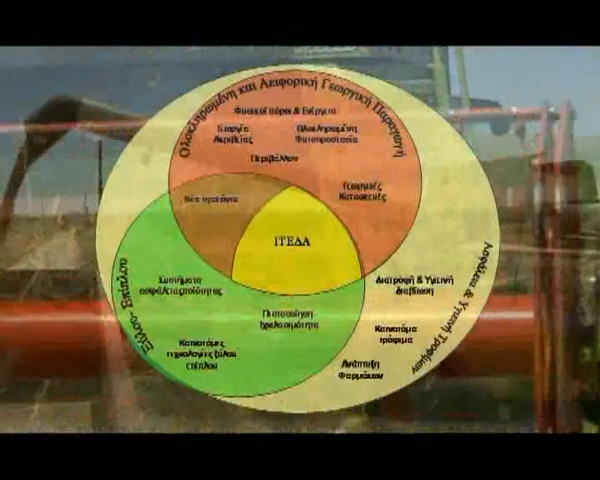 Ολοκληρωμένη και Αειφορική Γεωργική Παραγωγή
Φυσικοί πόροι & Ενέργεια
Γεωργία
Ακριβείας
Ολοκληρωμένη
Φυτοπροστασία
Περιβάλλον
Γεωργικές
Κατασκευές
Νέα προϊόντα
ΙΤΕΔΑ
Ξύλο- Επίπλου
Συστήματα
ασφάλειας ποιότητας
Πιστοποίηση
Ιχνηλασιμότητα
Καινοτόμες
τεχνολογίες ξύλου
επίπλου
Διατροφή & Υγιεινή
Διαβίωση
Καινοτόμα
τρόφιμα
Ανάπτυξη
Φαρμάκων
Ασφάλεια & Υγιεινή Τροφίμων